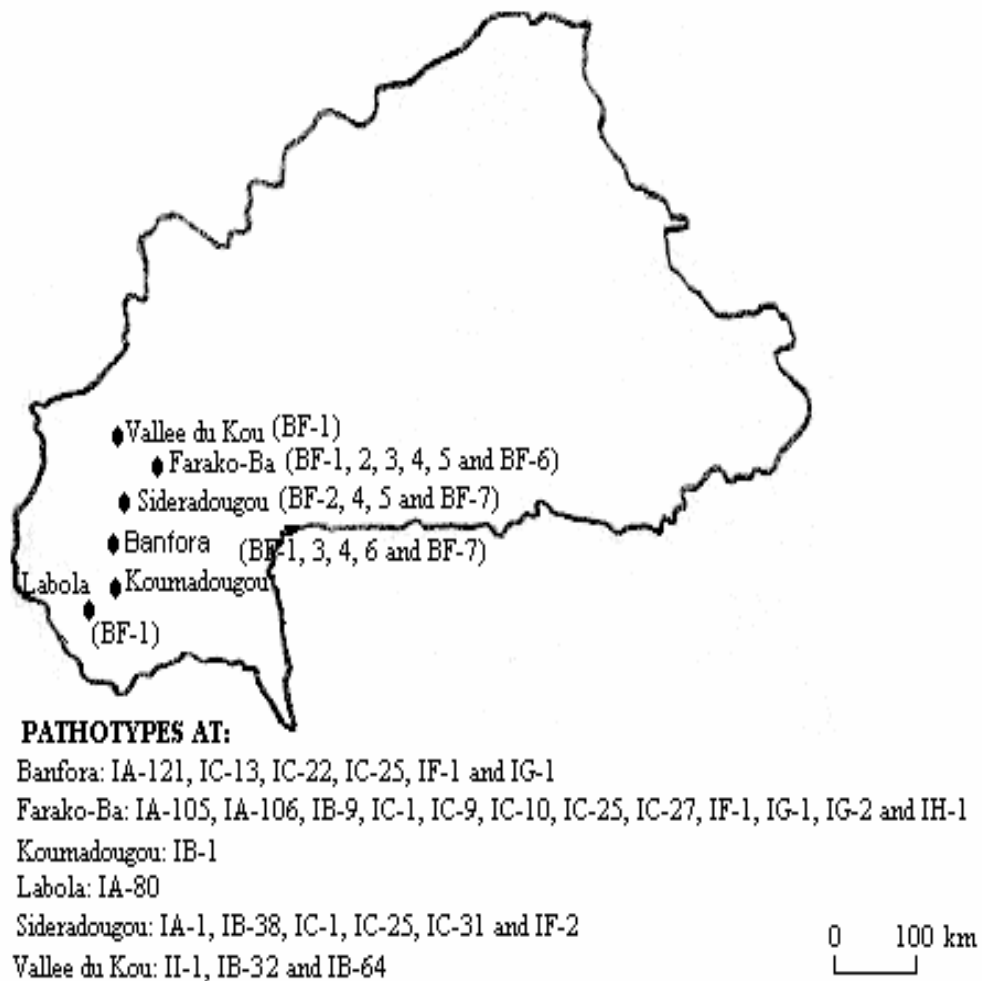 Vallee du Kou (BF-1)
Farako-Ba (BF-1, 2, 3, 4, 5 and BF-6)
Sideradougou (BF-2, 4, 5 and BF-7)
Banfora (BF-1, 3, 4, 6 and BF-7)
Labola
Koumadougou
(BF-1)
PATHOTYPES AT:
Banfora: IA-121, IC-13, IC-22, IC-25, IF-1 and IG-1
Farako-Ba: IA-105, IA-106, IB-9, IC-1, IC-9, IC-10, IC-25, IC-27, IF-1, IG-1, IG-2 and IH-1
Koumadougou: IB-1
Labola: IA-80
Sideradougou: IA-1, IB-38, IC-1, IC-25, IC-31 and IF-2
Vallee du Kou: II-1, IB-32 and IB-64
0 100 km